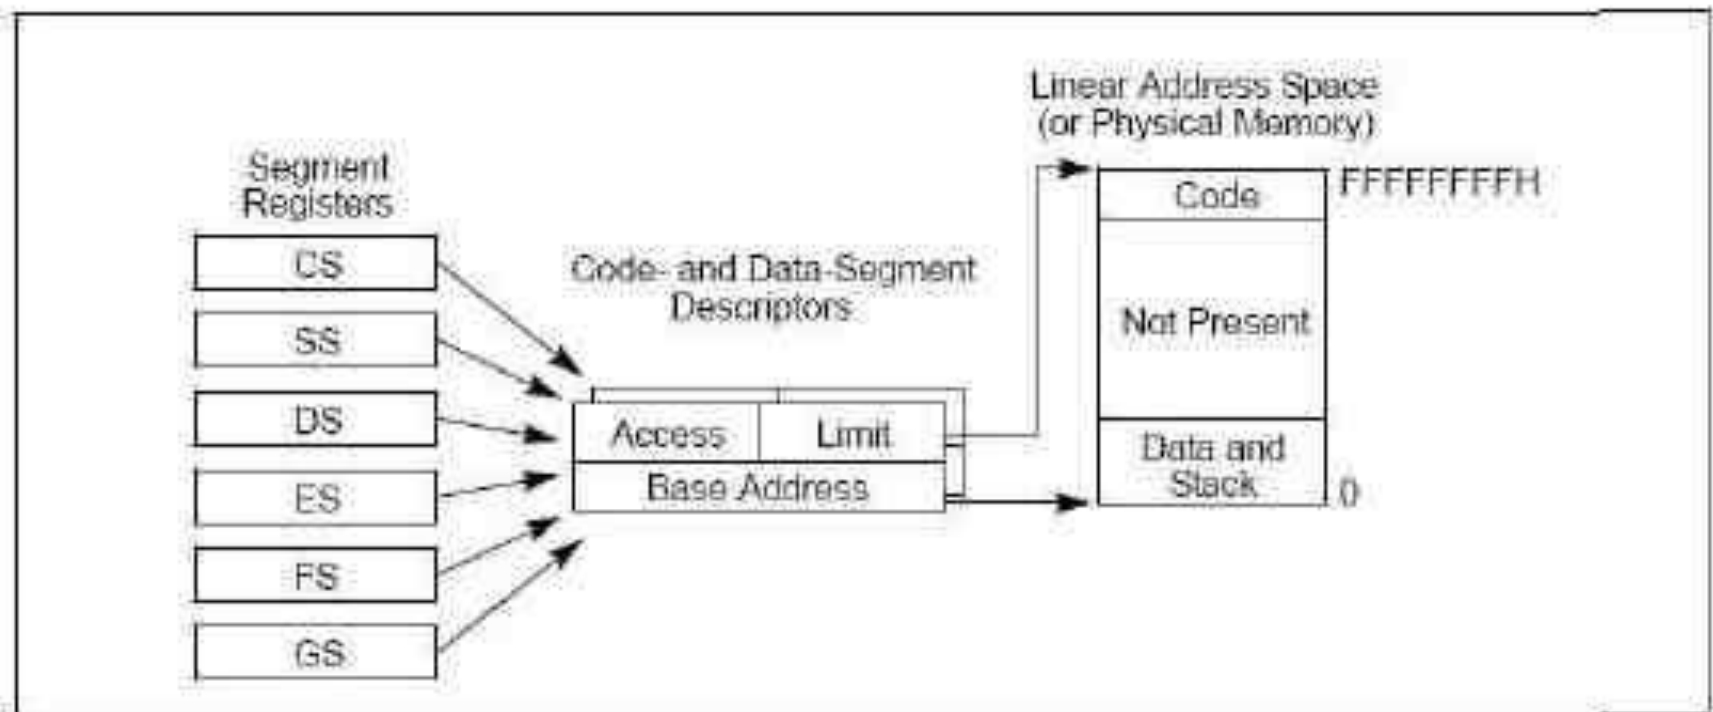 Linear Address Space
(or Physical Memory)
Segment
Registers
CS
SS
DS
ES
FS
GS
Code- and Data-Segment
Descriptors
Access
Limit
Base Address
Code
FFFFFFFFH
Not Present
Data and
Stack
0